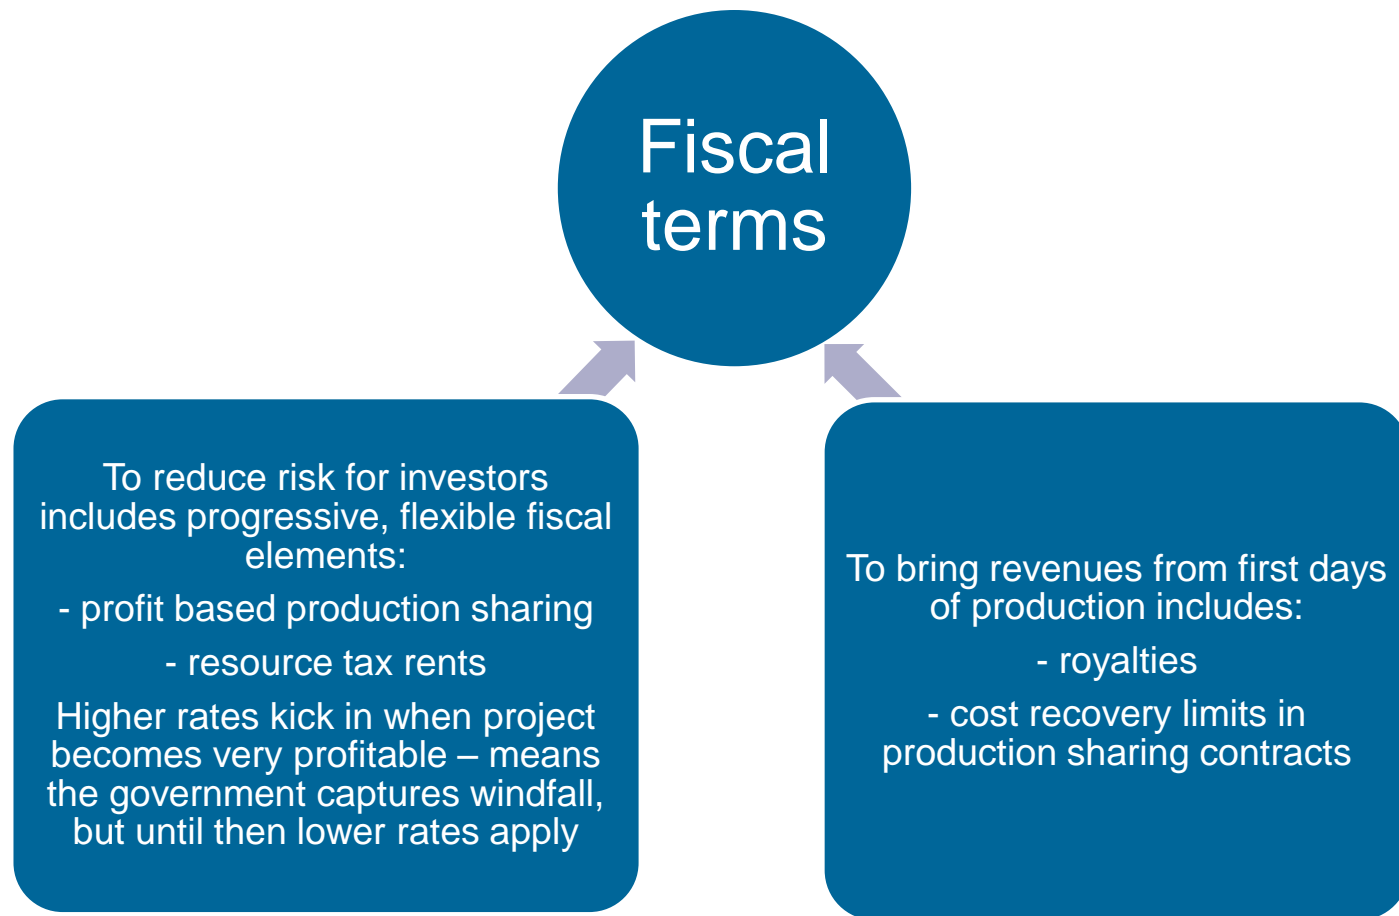 Fiscal
terms
To reduce risk for investors
includes progressive, flexible fiscal
elements:
- profit based production sharing
- resource tax rents
Higher rates kick in when project
becomes very profitable – means
the government captures windfall,
but until then lower rates apply
To bring revenues from first days
of production includes:
- royalties
- cost recovery limits in
production sharing contracts